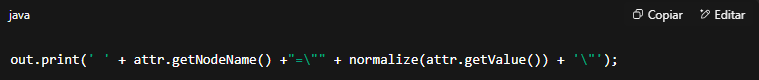 java
Copiar
Editar
out.print(' ' + attr.getNodeName() +"=\"" + normalize(attr.getValue()) + '\"');